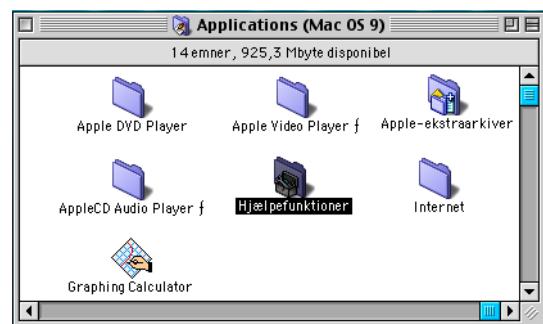 Applications (Mac OS 9)
14 emner, 925,3 Mbyte disponibel
Apple DVD Player
Apple Video Player ƒ
Apple-ekstraarkiver
AppleCD Audio Player ƒ
Hjælpefunktioner
Internet
Graphing Calculator